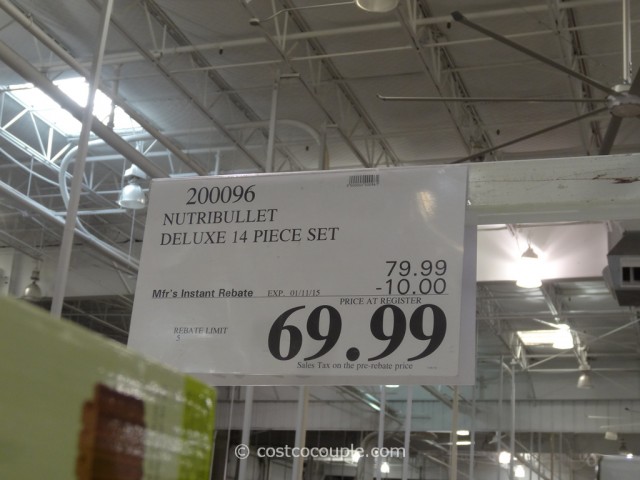 200096
NUTRIBULLET
DELUXE 14 PIECE SET
79.99
Mfr's Instant Rebate EXP. 01/11/15 -10.00
PRICE AT REGISTER
REBATE LIMIT
5
69.99
Sales Tax on the pre-rebate price
© costcocouple.com